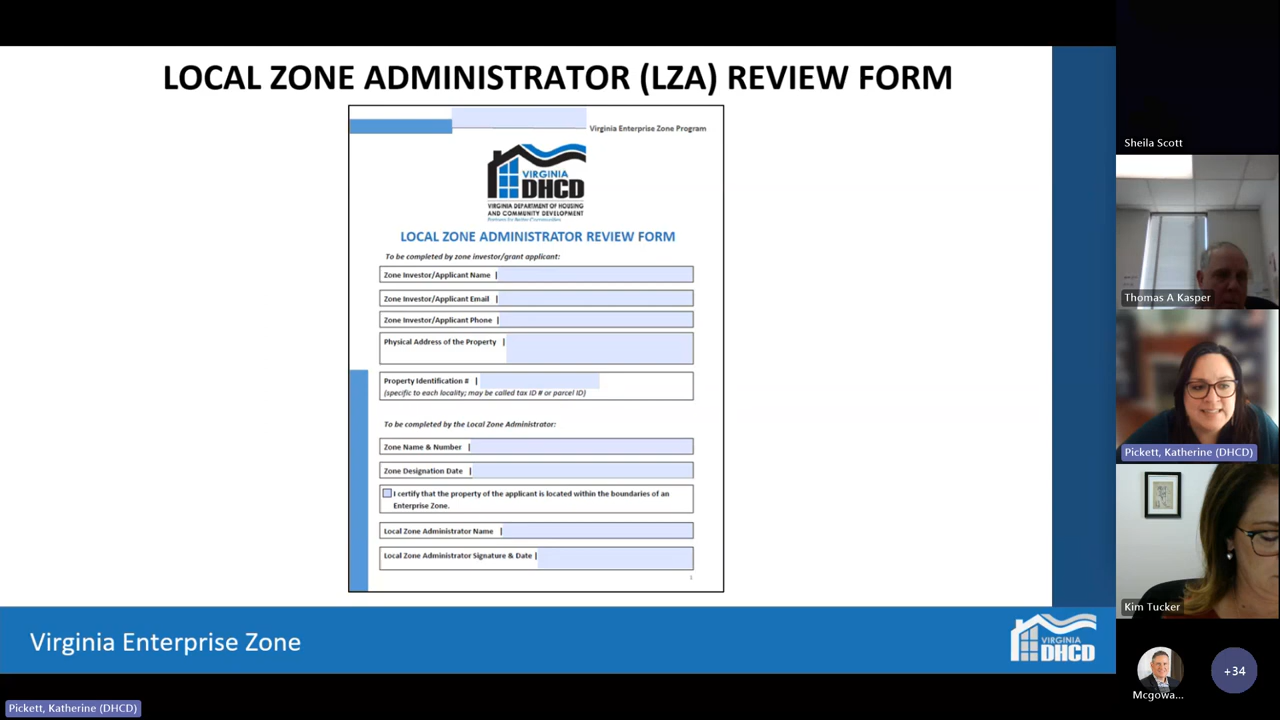 LOCAL ZONE ADMINISTRATOR (LZA) REVIEW FORM
Virginia Enterprise Zone Program
VIRGINIA
DHCD
VIRGINIA DEPARTMENT OF HOUSING
AND COMMUNITY DEVELOPMENT
LOCAL ZONE ADMINISTRATOR REVIEW FORM
To be completed by zone investor/grant applicant:
Zone Investor/Applicant Name |
Zone Investor/Applicant Email |
Zone Investor/Applicant Phone |
Physical Address of the Property |
Property Identification # |
(specific to each locality; may be called tax ID # or parcel ID)
To be completed by the Local Zone Administrator:
Zone Name & Number |
Zone Designation Date |
I certify that the property of the applicant is located within the boundaries of an
Enterprise Zone.
Local Zone Administrator Name |
Local Zone Administrator Signature & Date |
Virginia Enterprise Zone
VIRGINIA
DHCD
Sheila Scott
Thomas A Kasper
Pickett, Katherine (DHCD)
Kim Tucker
Mcgowa...
+34
Pickett, Katherine (DHCD)